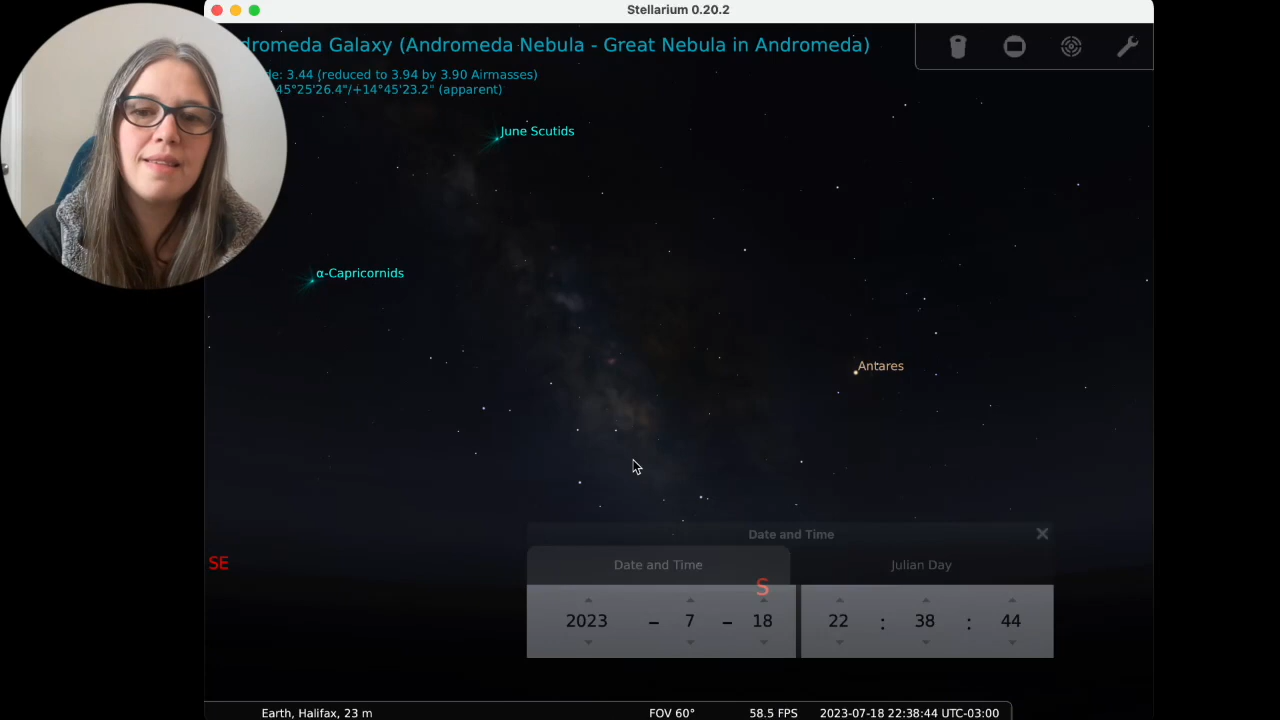 Stellarium 0.20.2
dromeda Galaxy (Andromeda Nebula - Great Nebula in Andromeda)
de: 3.44 (reduced to 3.94 by 3.90 Airmasses)
45°25'26.4"/+14°45'23.2" (apparent)
June Scutids
α-Capricornids
Antares
Date and Time
Date and Time
Julian Day
SE
S
2023 – 7 – 18
22 : 38 : 44
Earth, Halifax, 23 m
FOV 60°
58.5 FPS
2023-07-18 22:38:44 UTC-03:00